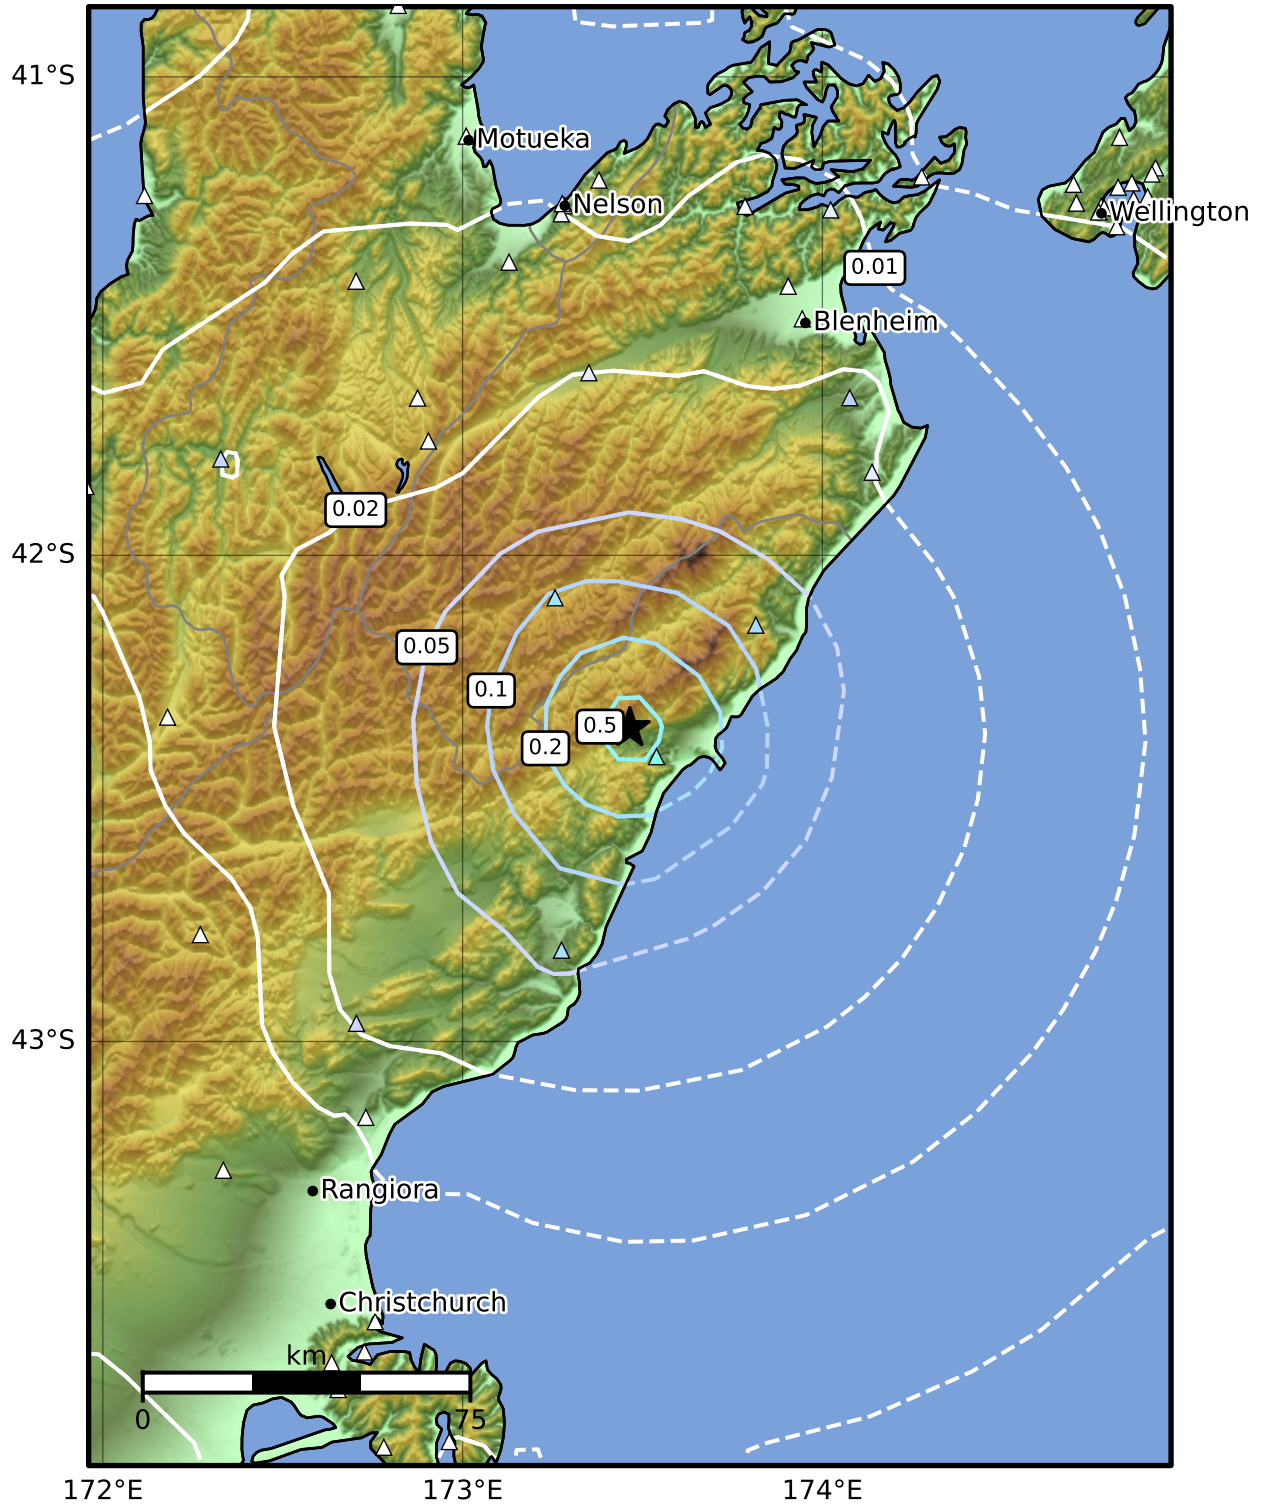 41°S
Motueka
Nelson
Wellington
0.01
Blenheim
0.02
42°S
0.05
0.1
0.5
0.2
43°S
Rangiora
Christchurch
km
0
75
172°E
173°E
174°E